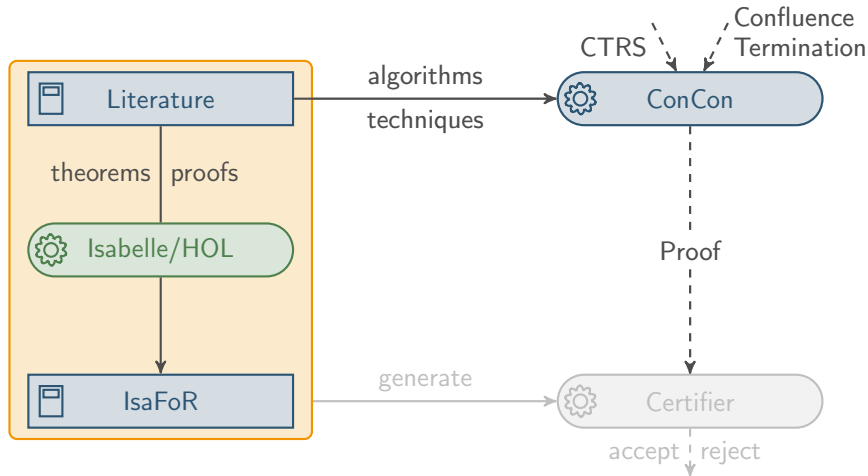 CTRS
Confluence
Termination
Literature
algorithms
techniques
ConCon
theorems
proofs
Isabelle/HOL
Proof
IsaFoR
generate
Certifier
accept
reject